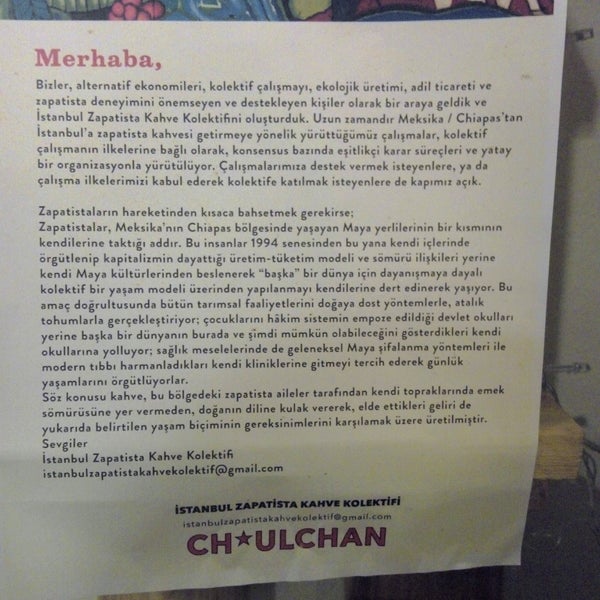 Merhaba,
Bizler, alternatif ekonomileri, kolektif çalışmayı, ekolojik üretimi, adil ticareti ve
zapatista deneyimini önemseyen ve destekleyen kişiler olarak bir araya geldik ve
İstanbul Zapatista Kahve Kolektifini oluşturduk. Uzun zamandır Meksika / Chiapas'tan
İstanbul'a zapatista kahvesi getirmeye yönelik yürüttüğümüz çalışmalar, kolektif
çalışmanın ilkelerine bağlı olarak, konsensus bazında eşitlikçi karar süreçleri ve yatay
bir organizasyonla yürütülüyor. Çalışmalarımıza destek vermek isteyenlere, ya da
çalışma ilkelerimizi kabul ederek kolektife katılmak isteyenlere de kapımız açık.
Zapatistaların hareketinden kısaca bahsetmek gerekirse;
Zapatistalar, Meksika'nın Chiapas bölgesinde yaşayan Maya yerlilerinin bir kısmının
kendilerine taktığı addır. Bu insanlar 1994 senesinden bu yana kendi içlerinde
örgütlenip kapitalizmin dayattığı üretim-tüketim modeli ve sömürü ilişkileri yerine
kendi Maya kültürlerinden beslenerek "başka" bir dünya için dayanışmaya dayalı
kolektif bir yaşam modeli üzerinden yapılanmayı kendilerine dert edinerek yaşıyor. Bu
amaç doğrultusunda bütün tarımsal faaliyetlerini doğaya dost yöntemlerle, atalık
tohumlarla gerçekleştiriyor; çocuklarını hâkim sistemin empoze edildiği devlet okulları
yerine başka bir dünyanın burada ve şimdi mümkün olabileceğini gösterdikleri kendi
okullarına yolluyor; sağlık meselelerinde de geleneksel Maya şifalanma yöntemleri ile
modern tıbbı harmanladıkları kendi kliniklerine gitmeyi tercih ederek günlük
yaşamlarını örgütlüyorlar.
Söz konusu kahve, bu bölgedeki zapatista aileler tarafından kendi topraklarında emek
sömürüsüne yer vermeden, doğanın diline kulak vererek, elde ettikleri geliri de
yukarıda belirtilen yaşam biçiminin gereksinimlerini karşılamak üzere üretilmiştir.
Sevgiler
İstanbul Zapatista Kahve Kolektifi
istanbulzapatistakahvekolektif@gmail.com
İSTANBUL ZAPATİSTA KAHVE KOLEKTİFİ
istanbulzapatistakahvekolektif@gmail.com
CH★ULCHAN